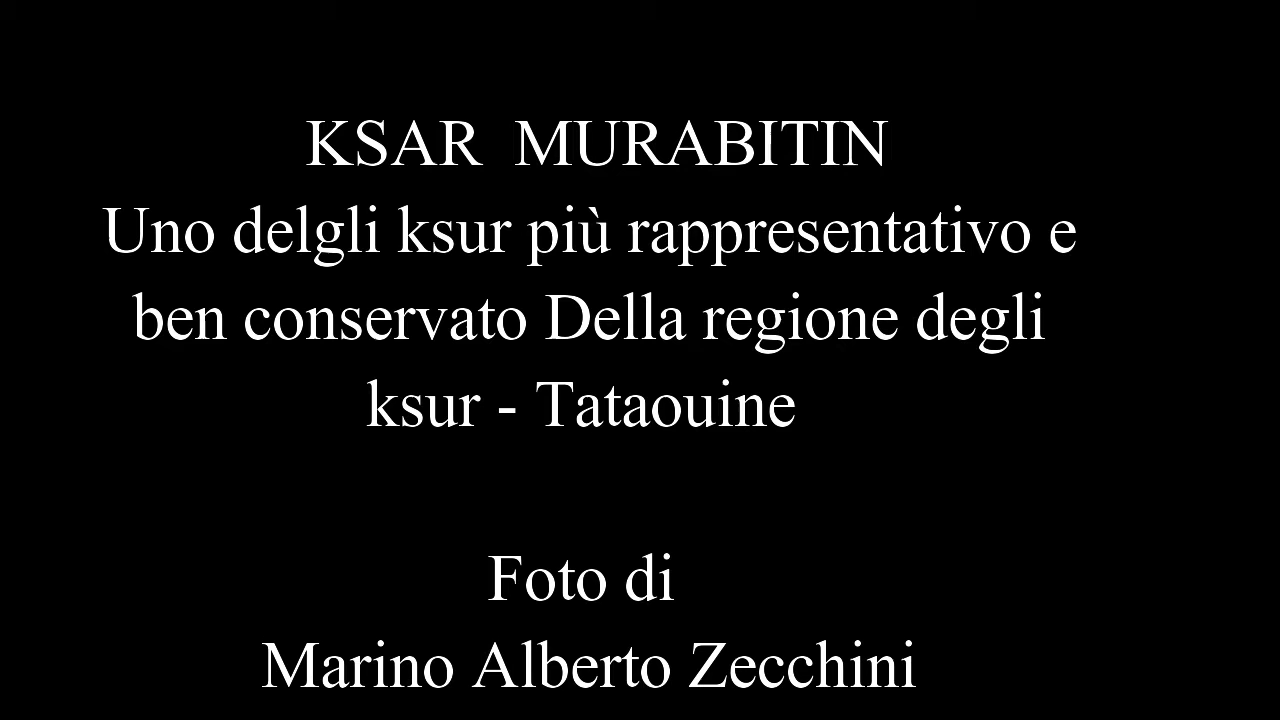 KSAR MURABITIN
Uno delgli ksur più rappresentativo e
ben conservato Della regione degli
ksur - Tataouine
Foto di
Marino Alberto Zecchini